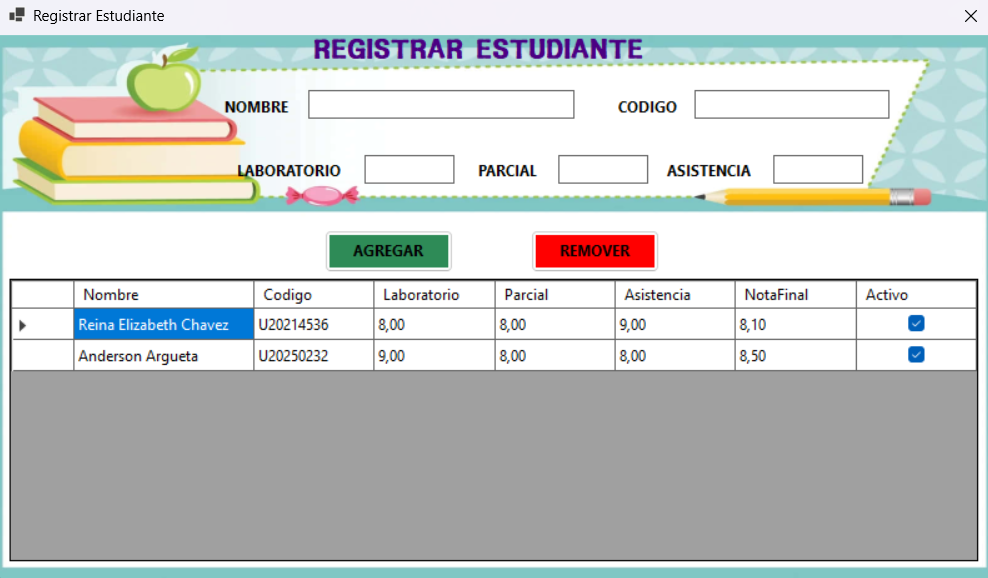 Registrar Estudiante
REGISTRAR ESTUDIANTE
NOMBRE CODIGO
LABORATORIO PARCIAL ASISTENCIA
AGREGAR REMOVER
Nombre Codigo Laboratorio Parcial Asistencia NotaFinal Activo
Reina Elizabeth Chavez U20214536 8,00 8,00 9,00 8,10
Anderson Argueta U20250232 9,00 8,00 8,00 8,50